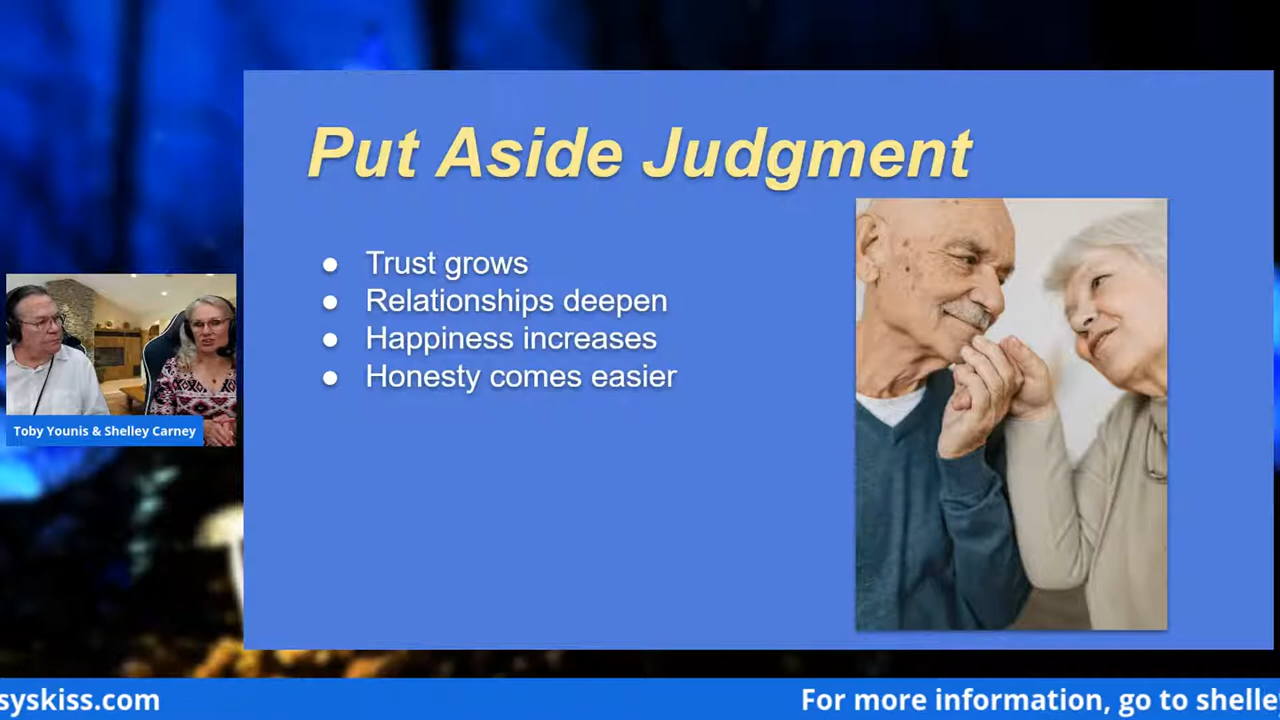 Put Aside Judgment
● Trust grows
● Relationships deepen
● Happiness increases
● Honesty comes easier
Toby Younis & Shelley Carney
syskiss.com
For more information, go to shelle